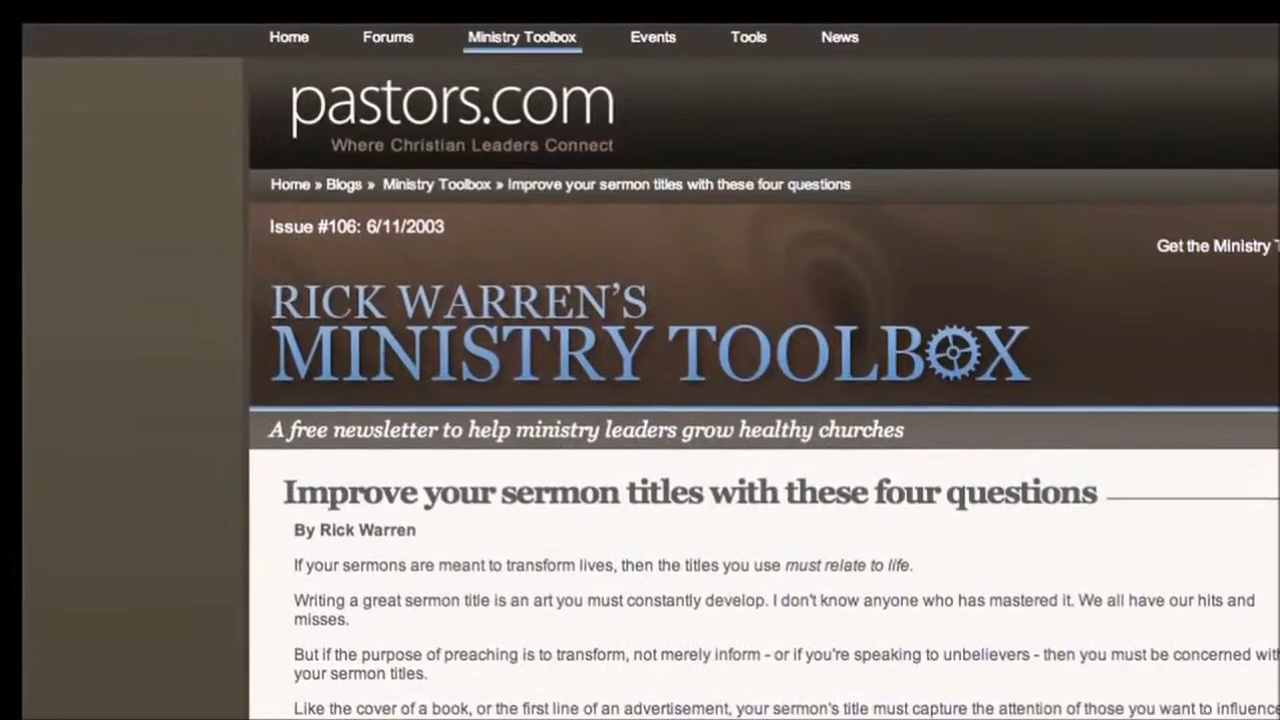 Home Forums Ministry Toolbox Events Tools News
pastors.com
Where Christian Leaders Connect
Home » Blogs » Ministry Toolbox » Improve your sermon titles with these four questions
Issue #106: 6/11/2003
Get the Ministry
RICK WARREN'S
MINISTRY TOOLBOX
A free newsletter to help ministry leaders grow healthy churches
Improve your sermon titles with these four questions
By Rick Warren
If your sermons are meant to transform lives, then the titles you use must relate to life.
Writing a great sermon title is an art you must constantly develop. I don't know anyone who has mastered it. We all have our hits and
misses.
But if the purpose of preaching is to transform, not merely inform - or if you're speaking to unbelievers - then you must be concerned with
your sermon titles.
Like the cover of a book, or the first line of an advertisement, your sermon's title must capture the attention of those you want to influence